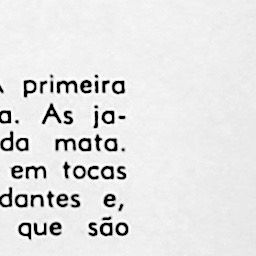 A primeira
a. As ja-
da mata.
em tocas
dantes e,
que são